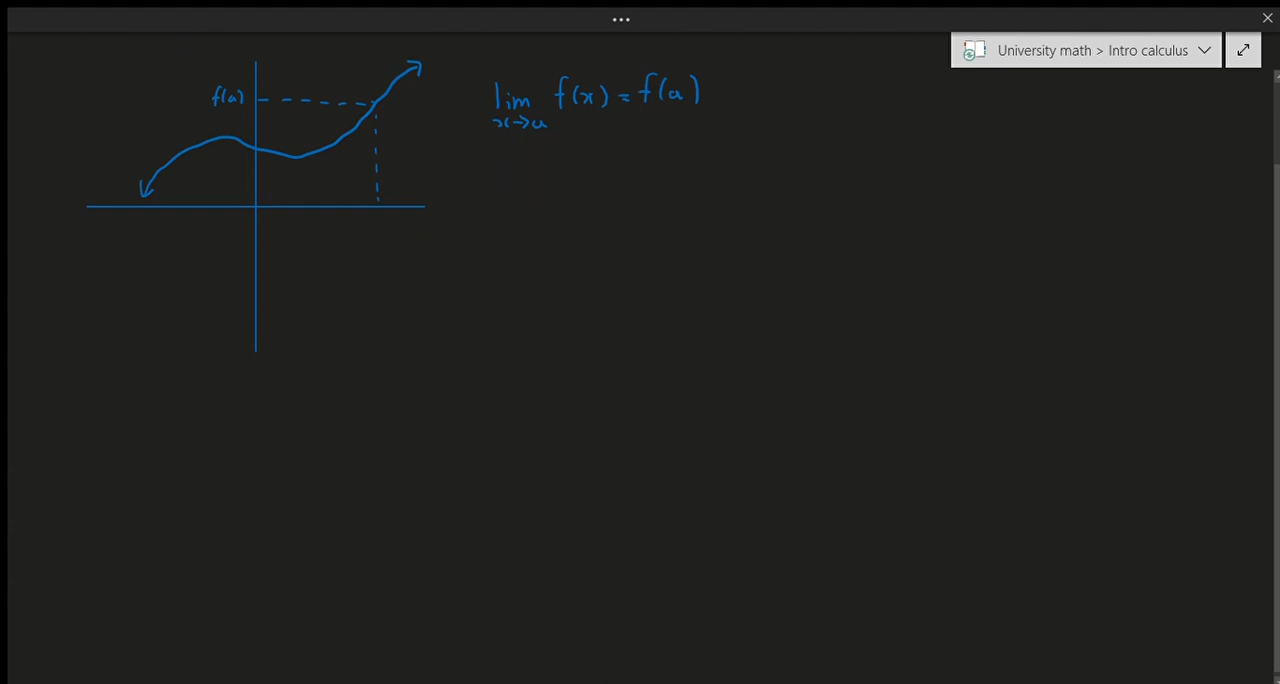 University math > Intro calculus
f(a)
lim f(x) = f(a)
x→a